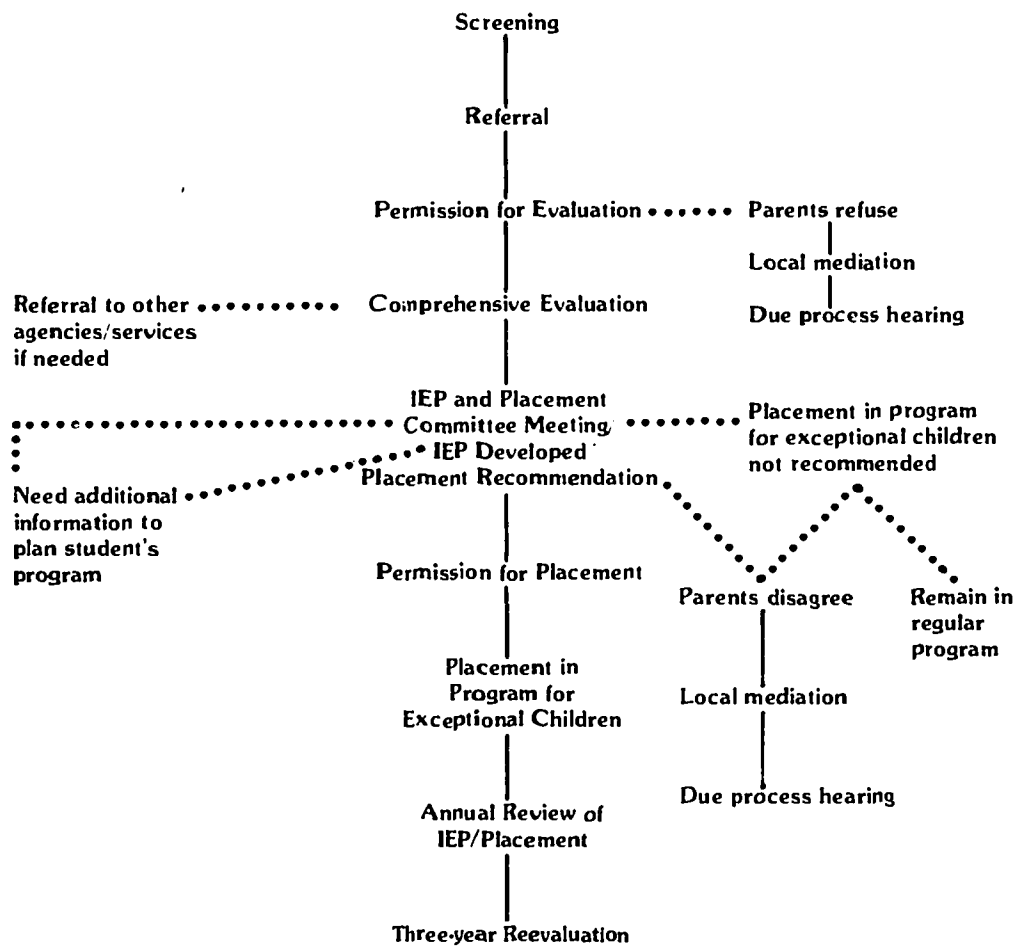 Screening
Referral
Permission for Evaluation
Parents refuse
Local mediation
Due process hearing
Referral to other
agencies/services
if needed
Comprehensive Evaluation
IEP and Placement
Committee Meeting
IEP Developed
Placement Recommendation
Placement in program
for exceptional children
not recommended
Need additional
information to
plan student's
program
Permission for Placement
Parents disagree
Remain in
regular
program
Placement in
Program for
Exceptional Children
Local mediation
Due process hearing
Annual Review of
IEP/Placement
Three-year Reevaluation